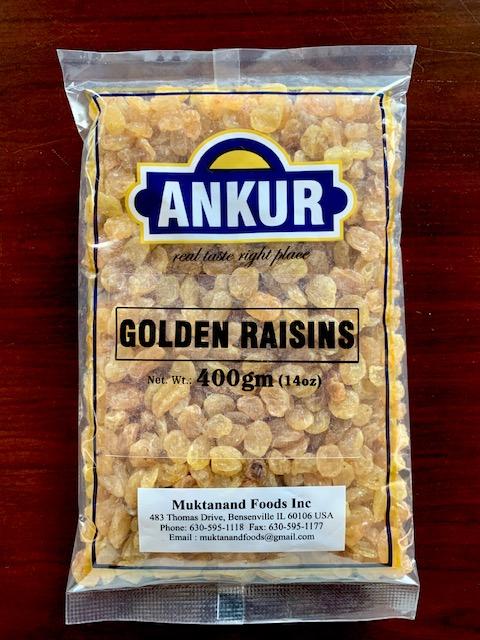 ANKUR
real taste right place
GOLDEN RAISINS
Net. Wt.: 400gm (14oz)
Muktanand Foods Inc
483 Thomas Drive, Bensenville IL 60106 USA
Phone: 630-595-1118 Fax: 630-595-1177
Email : muktanandfoods@gmail.com